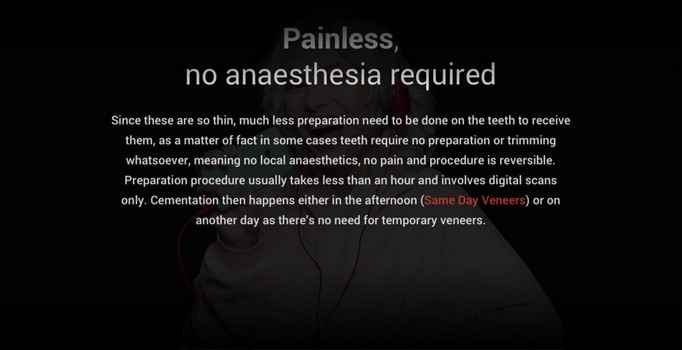 Painless,
no anaesthesia required
Since these are so thin, much less preparation need to be done on the teeth to receive
them, as a matter of fact in some cases teeth require no preparation or trimming
whatsoever, meaning no local anaesthetics, no pain and procedure is reversible.
Preparation procedure usually takes less than an hour and involves digital scans
only. Cementation then happens either in the afternoon (Same Day Veneers) or on
another day as there's no need for temporary veneers.